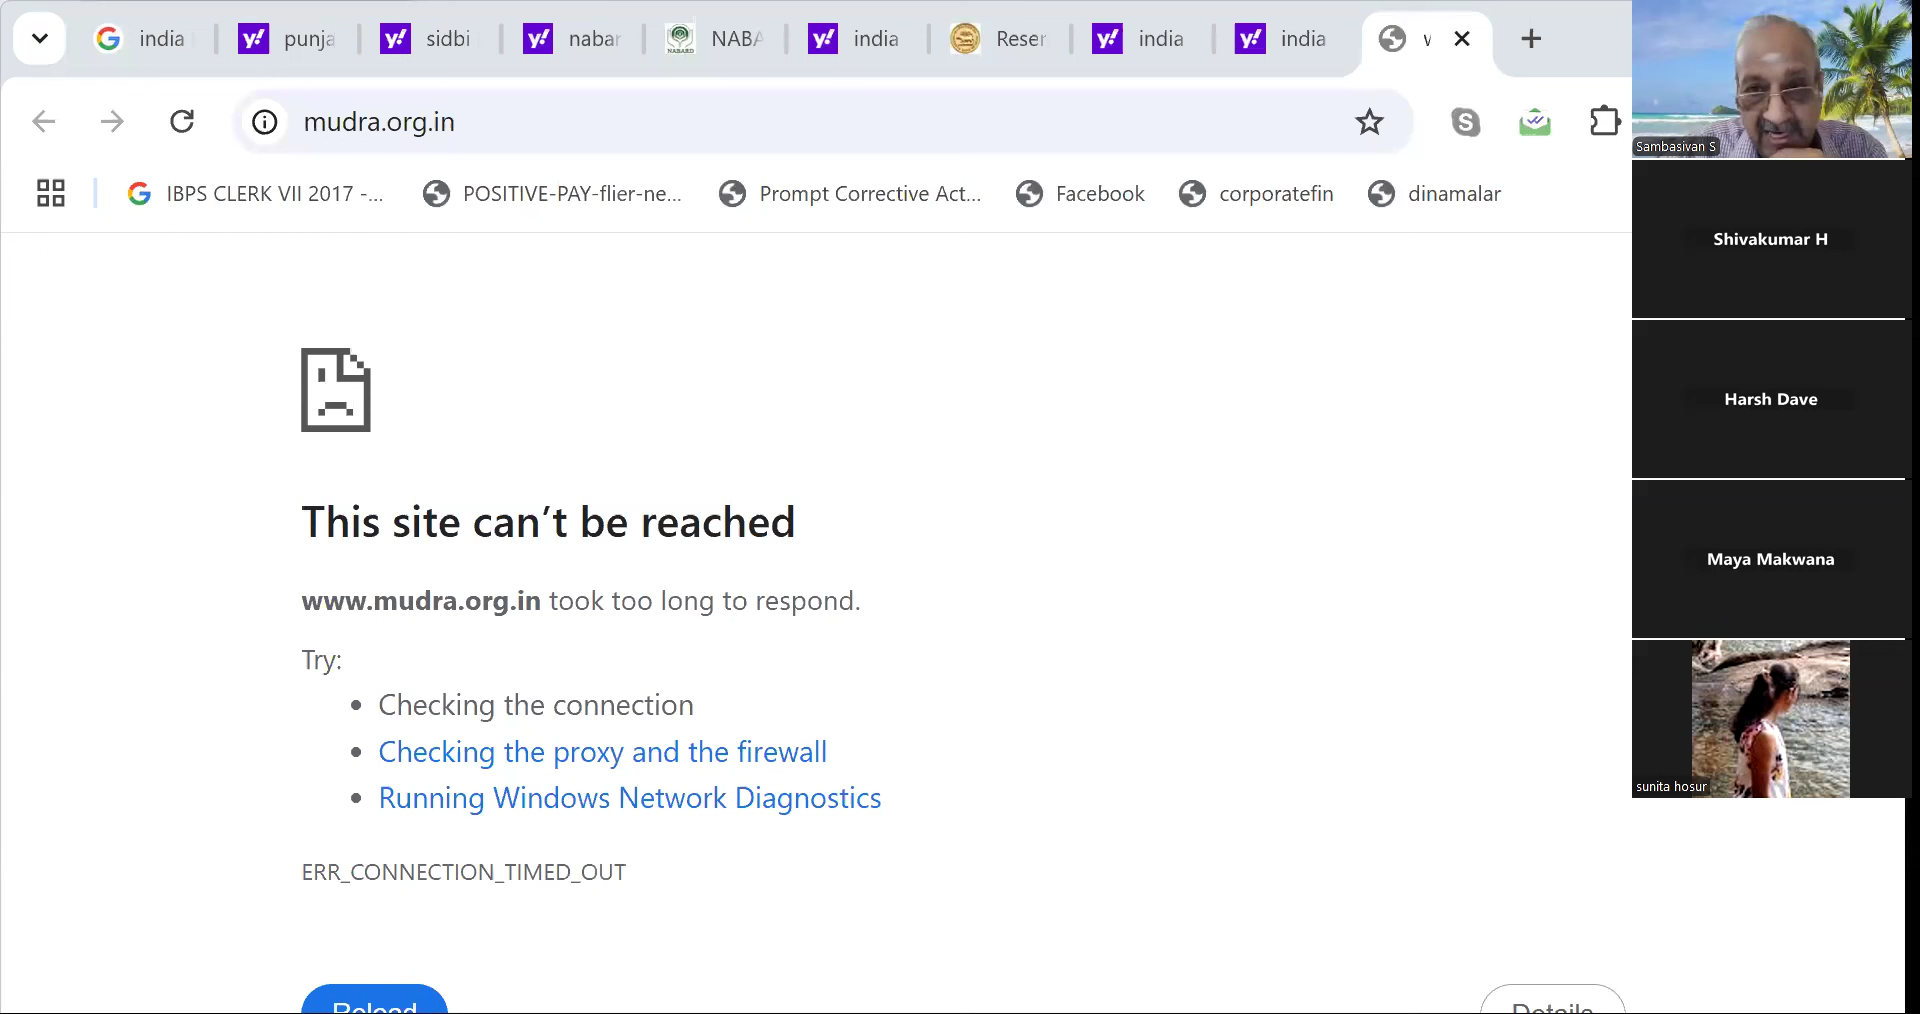 india
punja
sidbi
nabar
NABA
india
Reser
india
india
mudra.org.in
IBPS CLERK VII 2017 -...
POSITIVE-PAY-flier-ne...
Prompt Corrective Act...
Facebook
corporatefin
dinamalar
This site can’t be reached
www.mudra.org.in took too long to respond.
Try:
• Checking the connection
• Checking the proxy and the firewall
• Running Windows Network Diagnostics
ERR_CONNECTION_TIMED_OUT
Reload
Details
Sambasivan S
Shivakumar H
Harsh Dave
Maya Makwana
sunita hosur